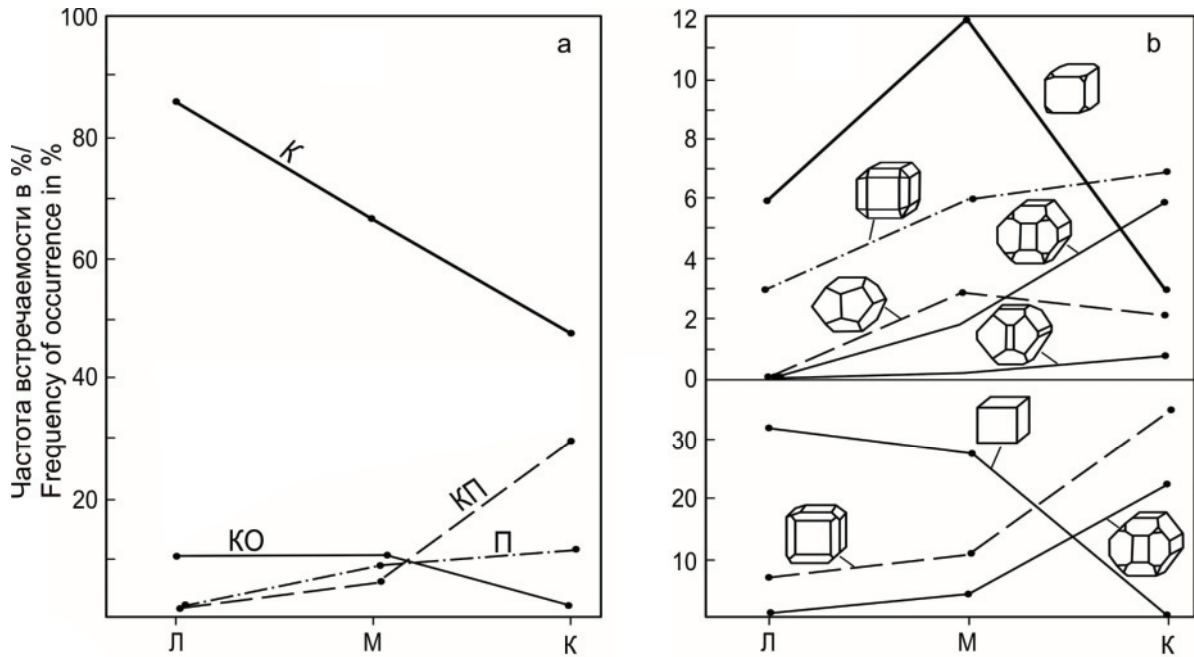 Частота встречаемости в %/
Frequency of occurrence in %
100
80
60
40
20
a
К
КО
КП
П
Л М К
b
12
10
8
6
4
2
0
30
10
Л М К